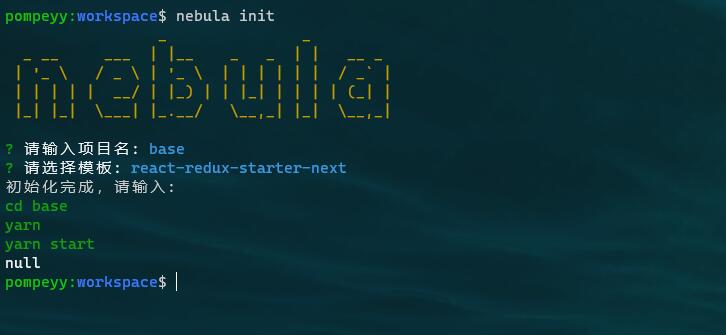 pompeyy:workspace$ nebula init
nebula
? 请输入项目名: base
? 请选择模板: react-redux-starter-next
初始化完成, 请输入:
cd base
yarn
yarn start
null
pompeyy:workspace$